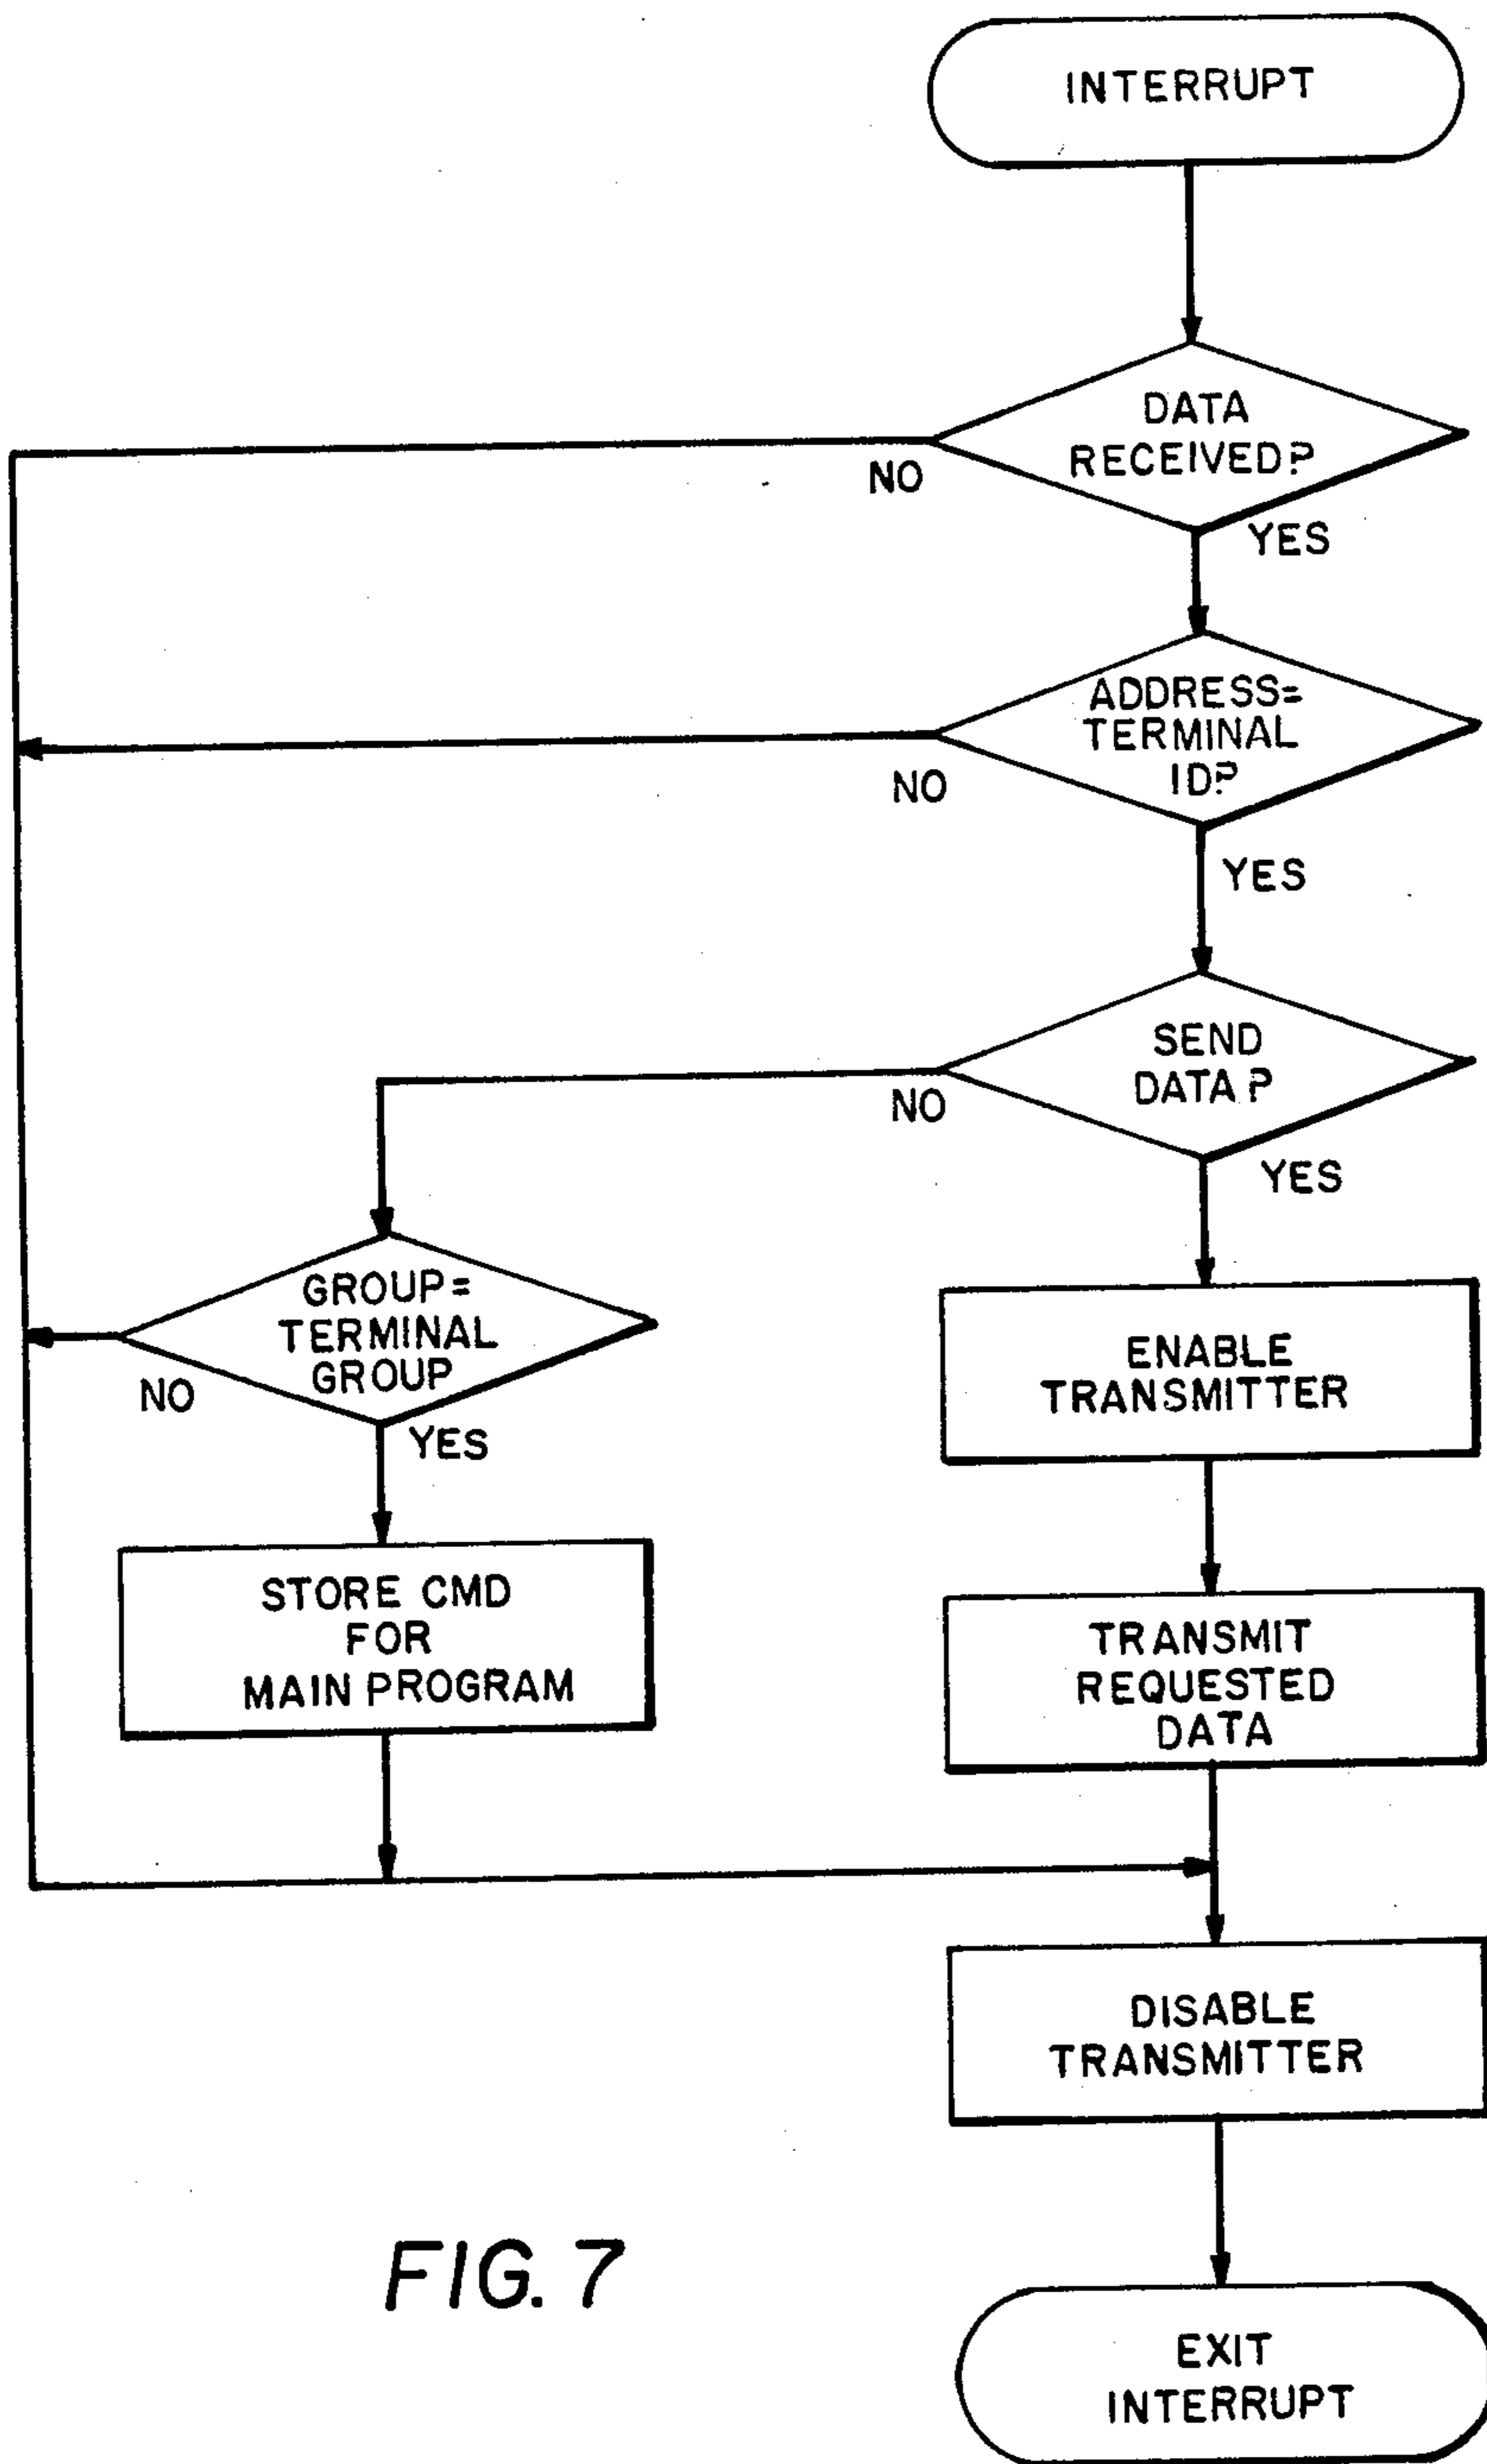 INTERRUPT
DATA
RECEIVED?
NO
YES
ADDRESS=
TERMINAL
ID?
NO
YES
SEND
DATA?
NO
YES
GROUP=
TERMINAL
GROUP
NO
YES
ENABLE
TRANSMITTER
STORE CMD
FOR
MAIN PROGRAM
TRANSMIT
REQUESTED
DATA
DISABLE
TRANSMITTER
FIG. 7
EXIT
INTERRUPT